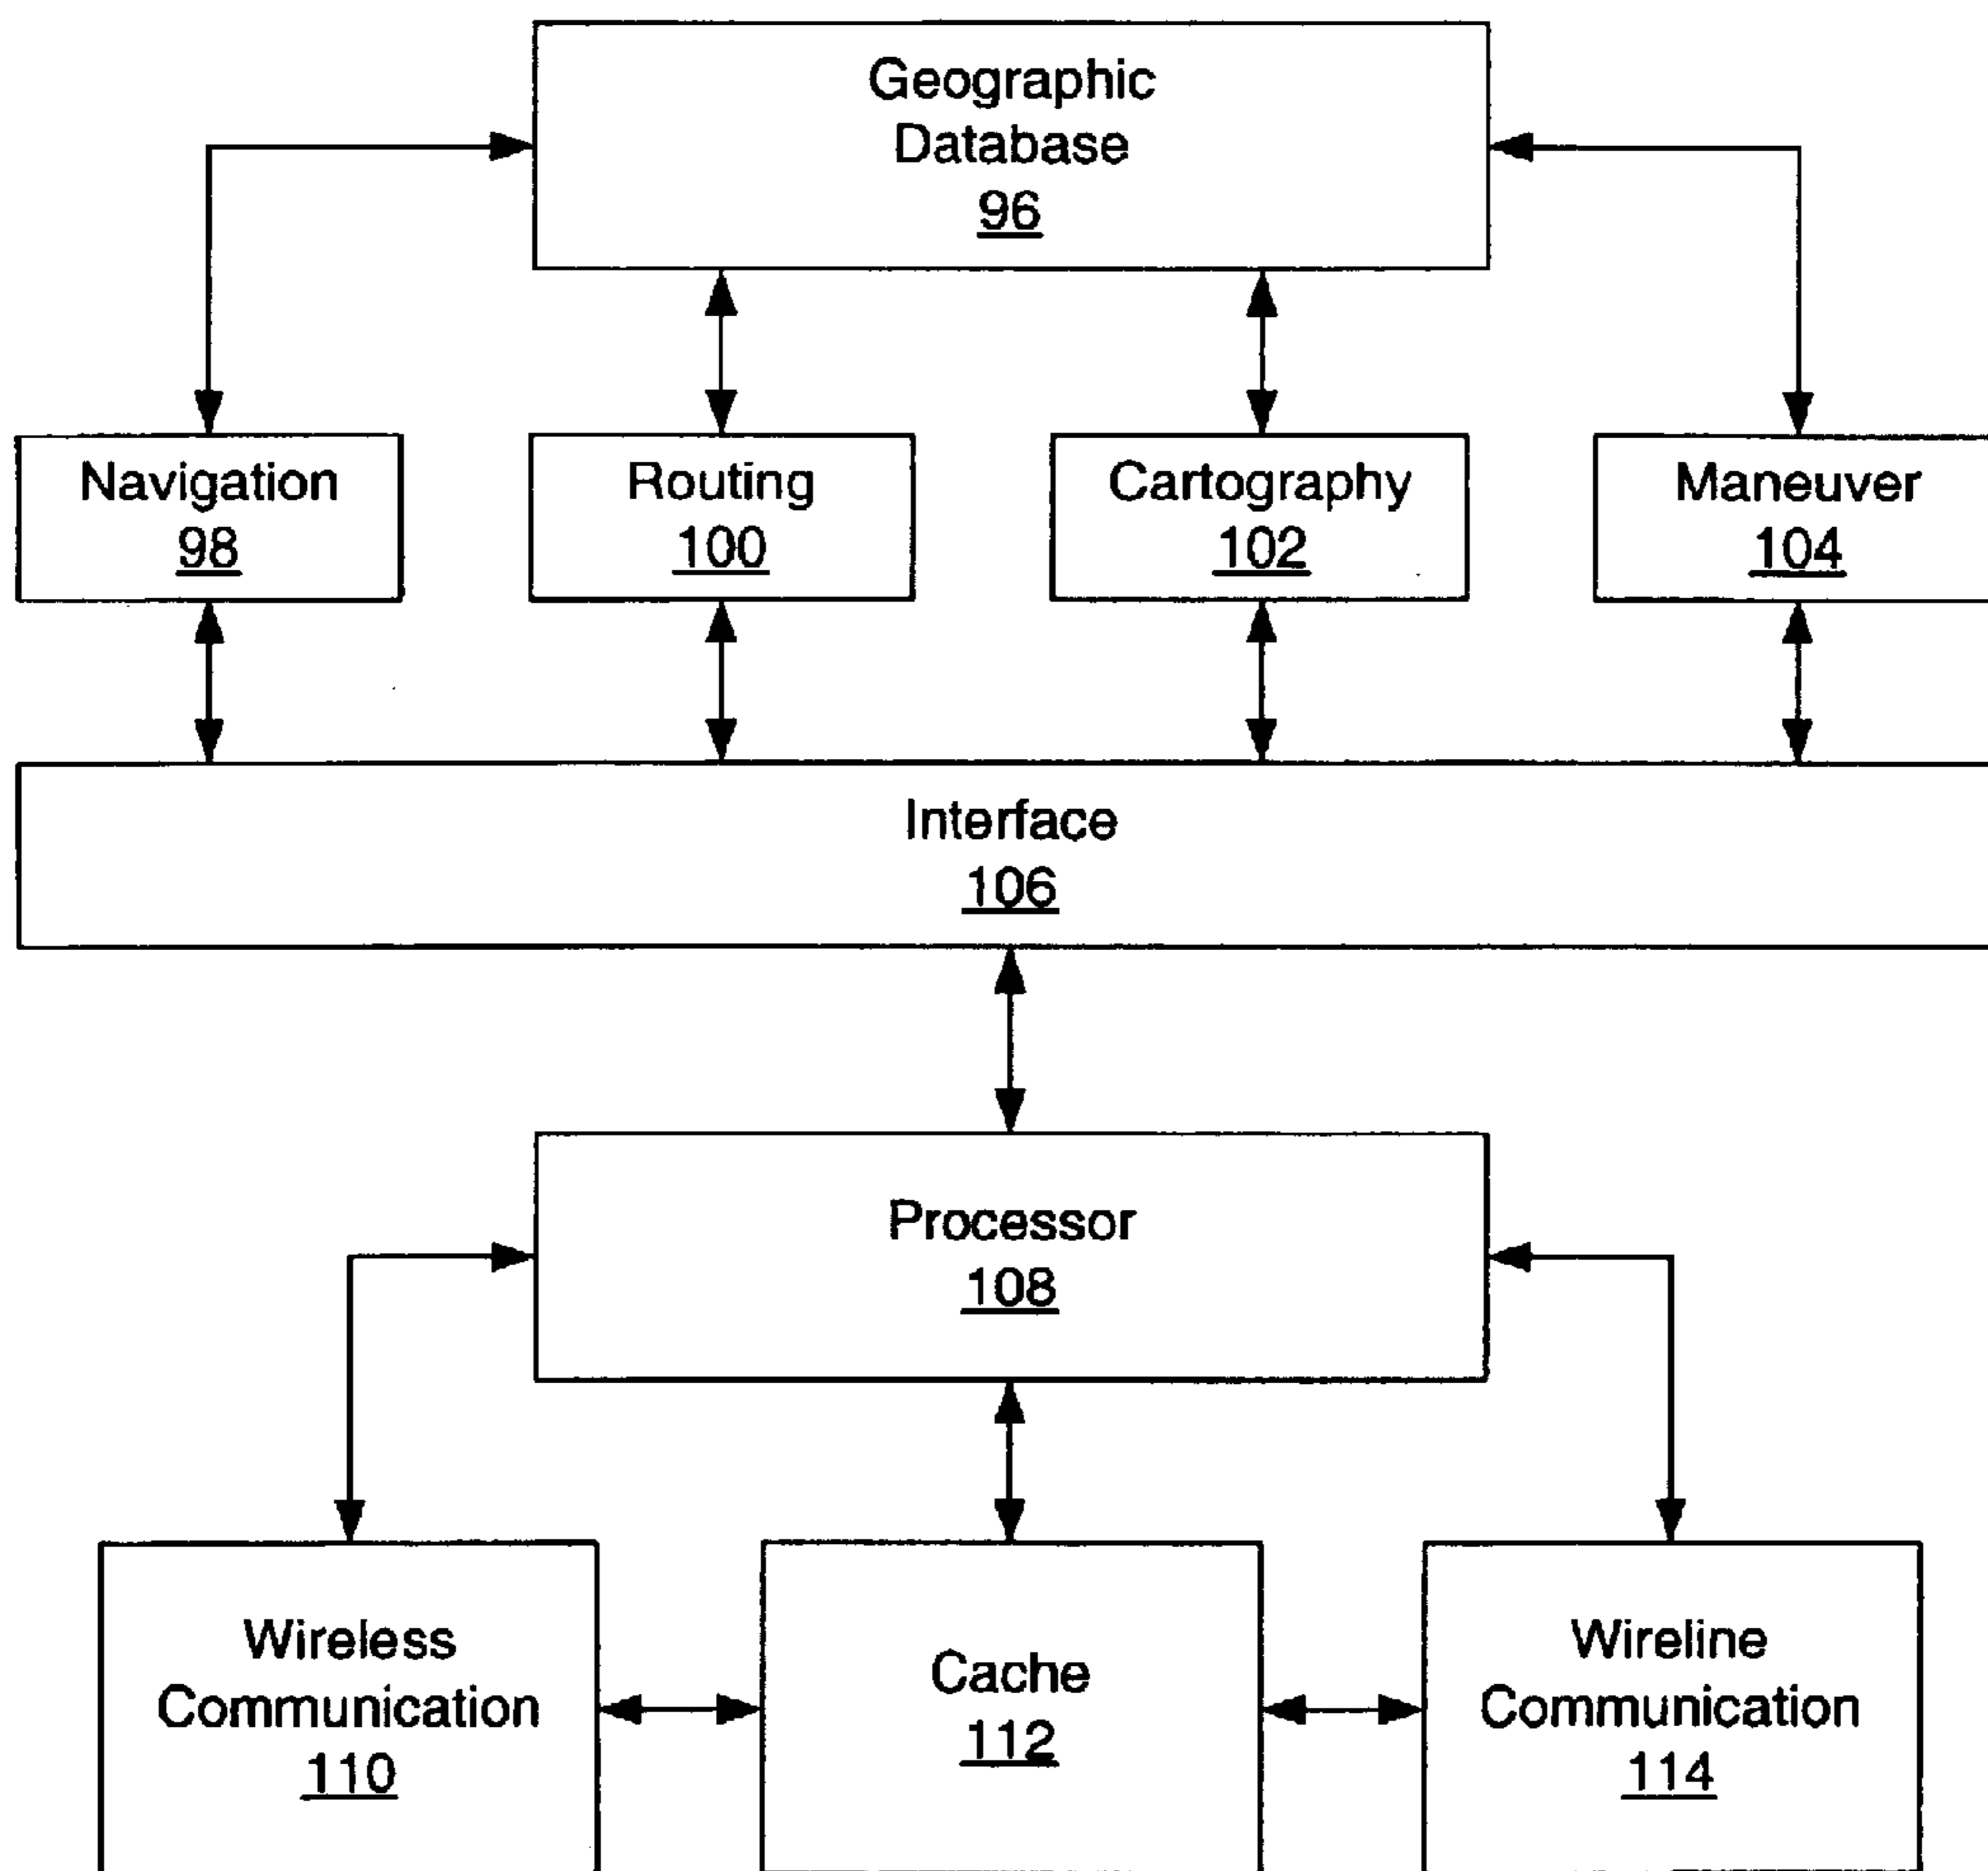 Geographic
Database
96
Navigation
98
Routing
100
Cartography
102
Maneuver
104
Interface
106
Processor
108
Wireless
Communication
110
Cache
112
Wireline
Communication
114